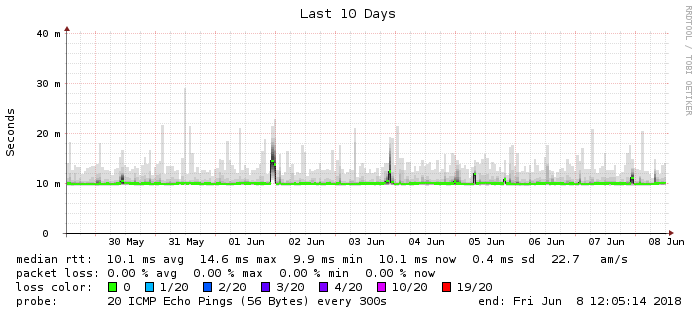 Last 10 Days
RRDTOOL / TOBI OETIKER
Seconds
40 m
30 m
20 m
10 m
0
30 May 31 May 01 Jun 02 Jun 03 Jun 04 Jun 05 Jun 06 Jun 07 Jun 08 Jun
median rtt: 10.1 ms avg 14.6 ms max 9.9 ms min 10.1 ms now 0.4 ms sd 22.7 am/s
packet loss: 0.00 % avg 0.00 % max 0.00 % min 0.00 % now
loss color: 0 1/20 2/20 3/20 4/20 10/20 19/20
probe: 20 ICMP Echo Pings (56 Bytes) every 300s end: Fri Jun 8 12:05:14 2018